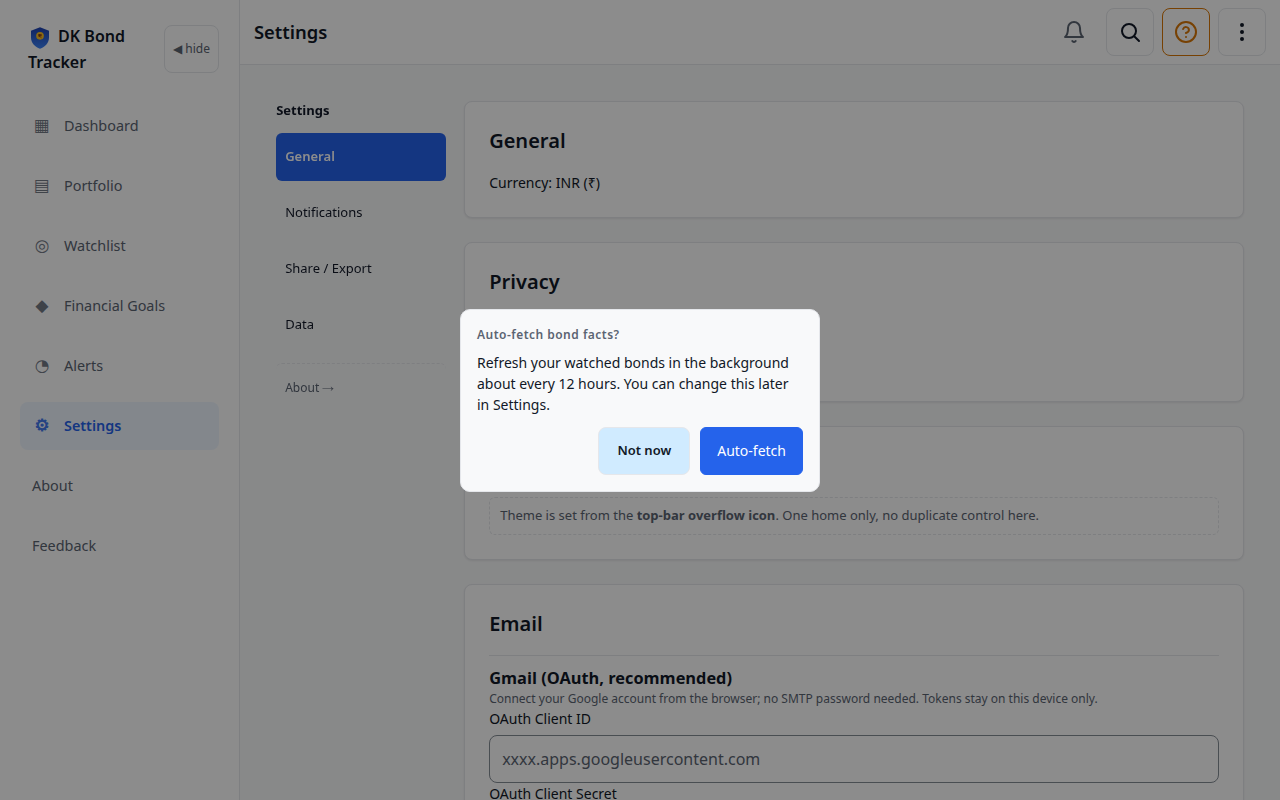 DK Bond
Tracker
◀ hide
Dashboard
Portfolio
Watchlist
Financial Goals
Alerts
Settings
About
Feedback
Settings
Settings
General
Notifications
Share / Export
Data
About →
General
Currency: INR (₹)
Privacy
Auto-fetch bond facts?
Refresh your watched bonds in the background
about every 12 hours. You can change this later
in Settings.
Not now
Auto-fetch
Theme is set from the top-bar overflow icon. One home only, no duplicate control here.
Email
Gmail (OAuth, recommended)
Connect your Google account from the browser; no SMTP password needed. Tokens stay on this device only.
OAuth Client ID
xxxx.apps.googleusercontent.com
OAuth Client Secret